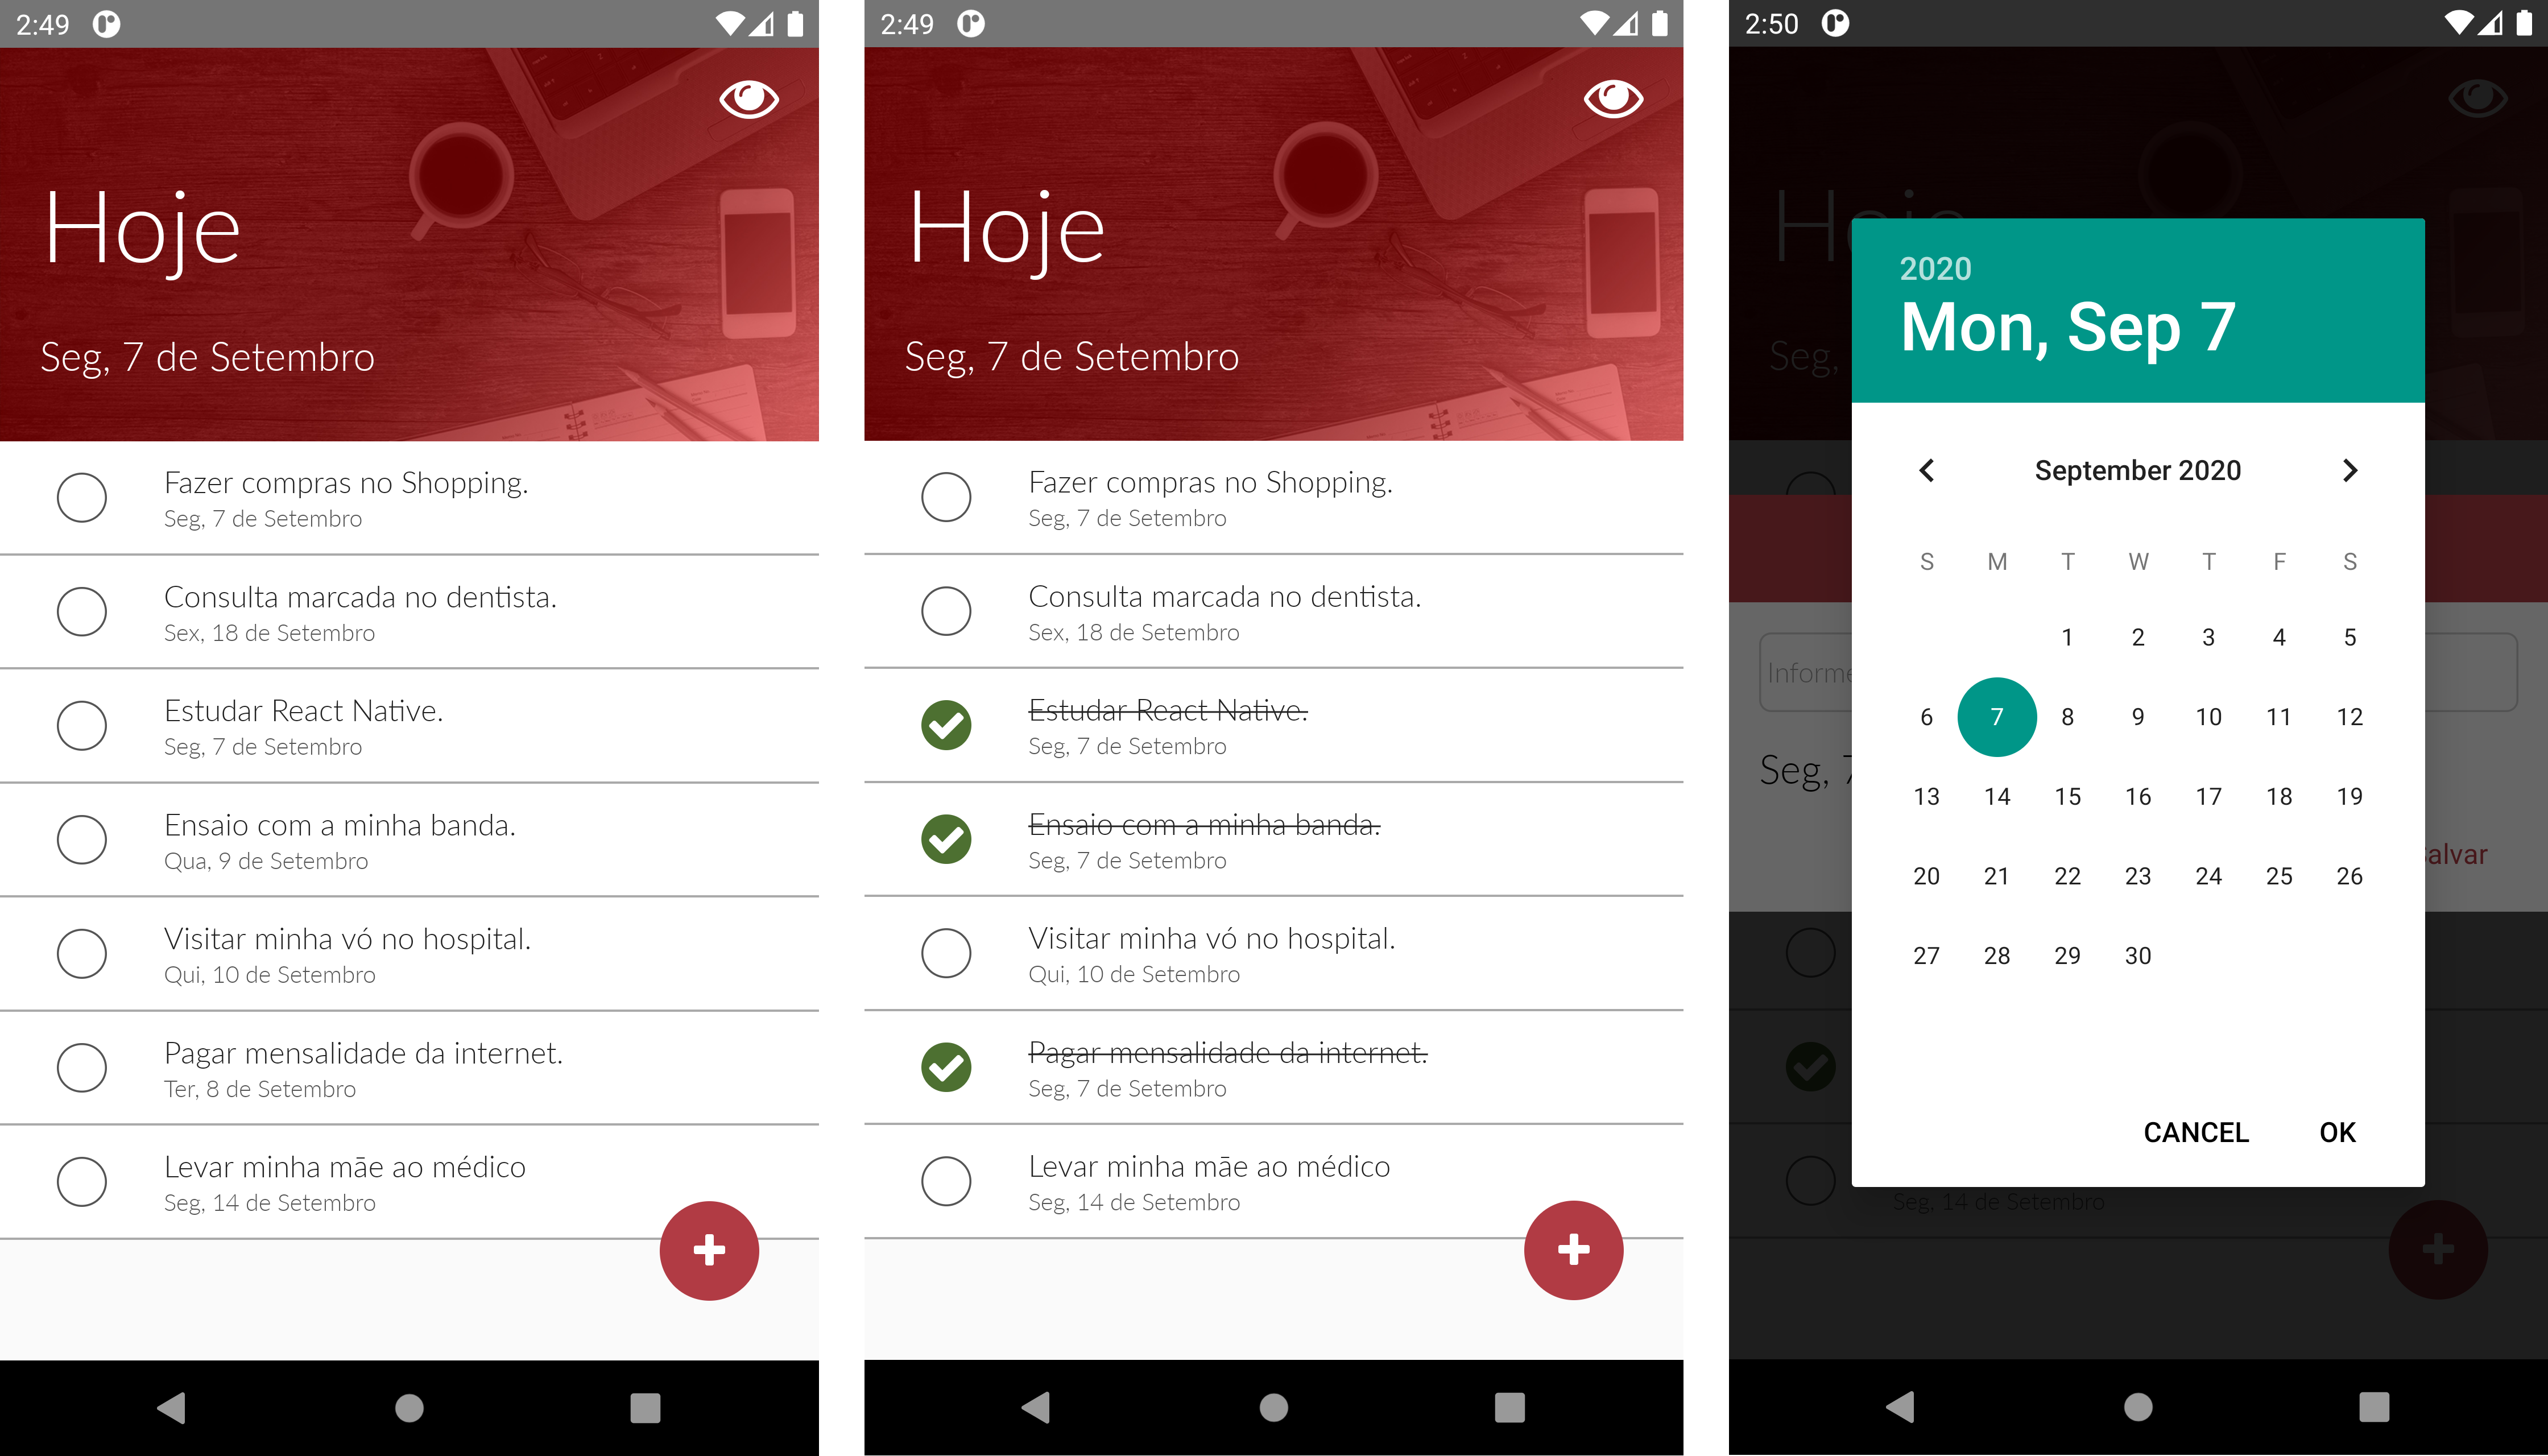 2:49
Hoje
Seg, 7 de Setembro
Fazer compras no Shopping.
Seg, 7 de Setembro
Consulta marcada no dentista.
Sex, 18 de Setembro
Estudar React Native.
Seg, 7 de Setembro
Ensaio com a minha banda.
Qua, 9 de Setembro
Visitar minha vó no hospital.
Qui, 10 de Setembro
Pagar mensalidade da internet.
Ter, 8 de Setembro
Levar minha mãe ao médico
Seg, 14 de Setembro
2:49
Hoje
Seg, 7 de Setembro
Fazer compras no Shopping.
Seg, 7 de Setembro
Consulta marcada no dentista.
Sex, 18 de Setembro
Estudar React Native.
Seg, 7 de Setembro
Ensaio com a minha banda.
Seg, 7 de Setembro
Visitar minha vó no hospital.
Qui, 10 de Setembro
Pagar mensalidade da internet.
Seg, 7 de Setembro
Levar minha mãe ao médico
Seg, 14 de Setembro
2:50
Hoje
Seg,
2020
Mon, Sep 7
September 2020
S M T W T F S
1 2 3 4 5
6 7 8 9 10 11 12
13 14 15 16 17 18 19
20 21 22 23 24 25 26
27 28 29 30
CANCEL OK
Informe
Seg, 7
alvar
Seg, 14 de Setembro